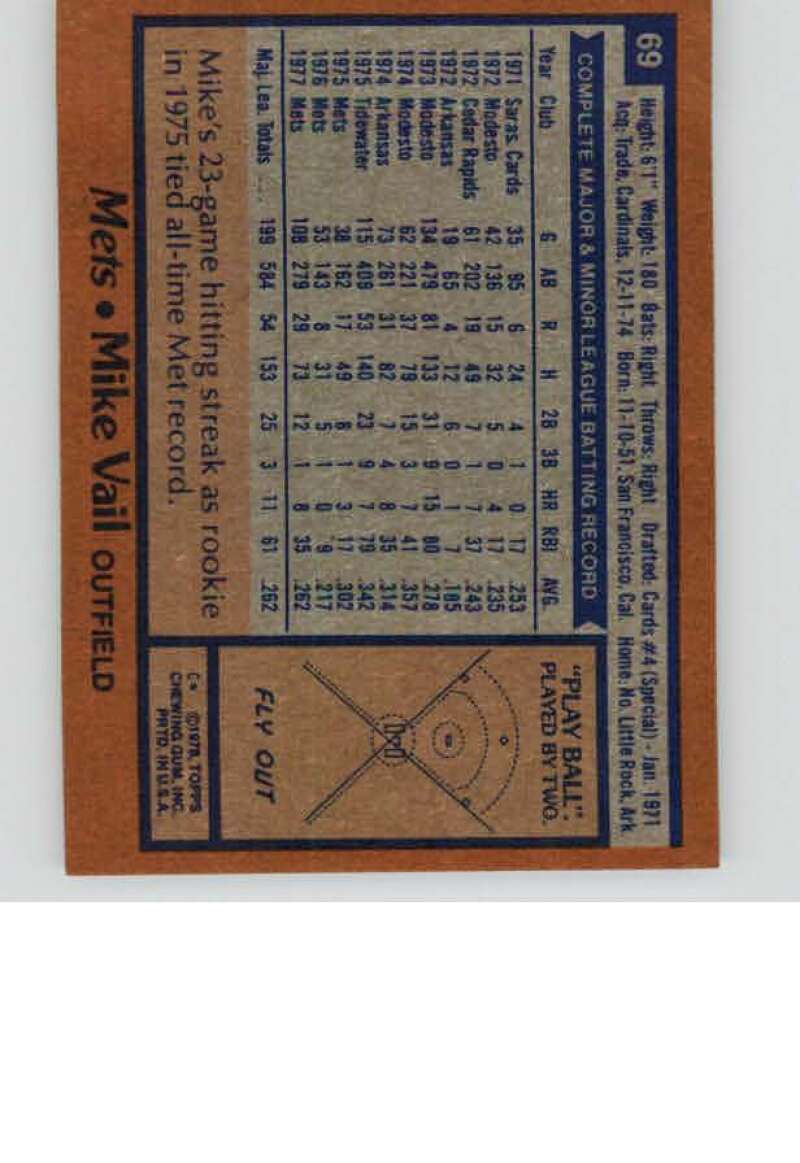 69
Height: 6'1" Weight: 180 Bats: Right Throws: Right Drafted: Cards #4 (Special) - Jan. 1971
Acq: Trade, Cardinals, 12-11-74 Born: 11-10-51, San Francisco, Cal. Home: No. Little Rock, Ark
COMPLETE MAJOR & MINOR LEAGUE BATTING RECORD
Year Club G AB R H 2B 3B HR RBI AVG.
1971 Saras. Cards 35 95 6 24 4 1 0 17 .253
1972 Modesto 42 136 15 32 5 0 4 17 .235
1972 Cedar Rapids 61 202 19 49 7 1 7 37 .243
1972 Arkansas 19 65 4 12 6 0 1 7 .185
1973 Modesto 134 479 81 133 31 9 15 80 .278
1974 Modesto 62 221 37 79 15 3 7 41 .357
1974 Arkansas 73 261 31 82 7 4 8 35 .314
1975 Tidewater 115 409 53 140 23 9 7 79 .342
1975 Mets 38 162 17 49 8 1 3 17 .302
1976 Mets 53 143 8 31 5 1 0 9 .217
1977 Mets 108 279 29 73 12 1 8 35 .262
Maj. Lea. Totals 199 584 54 153 25 3 11 61 .262
Mike's 23-game hitting streak as rookie
in 1975 tied all-time Met record.
"PLAY BALL":
PLAYED BY TWO.
FLY OUT
C* ©1978, TOPPS
CHEWING GUM, INC.
PRTD. IN U.S.A.
Mets • Mike Vail OUTFIELD